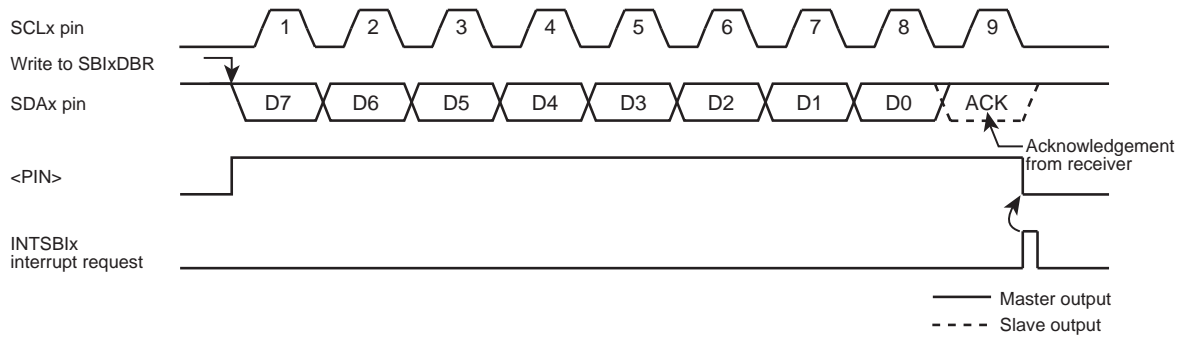 SCLx pin
1 2 3 4 5 6 7 8 9
Write to SBIxDBR
SDAx pin
D7 D6 D5 D4 D3 D2 D1 D0 ACK
Acknowledgement
from receiver
<PIN>
INTSBIx
interrupt request
Master output
Slave output